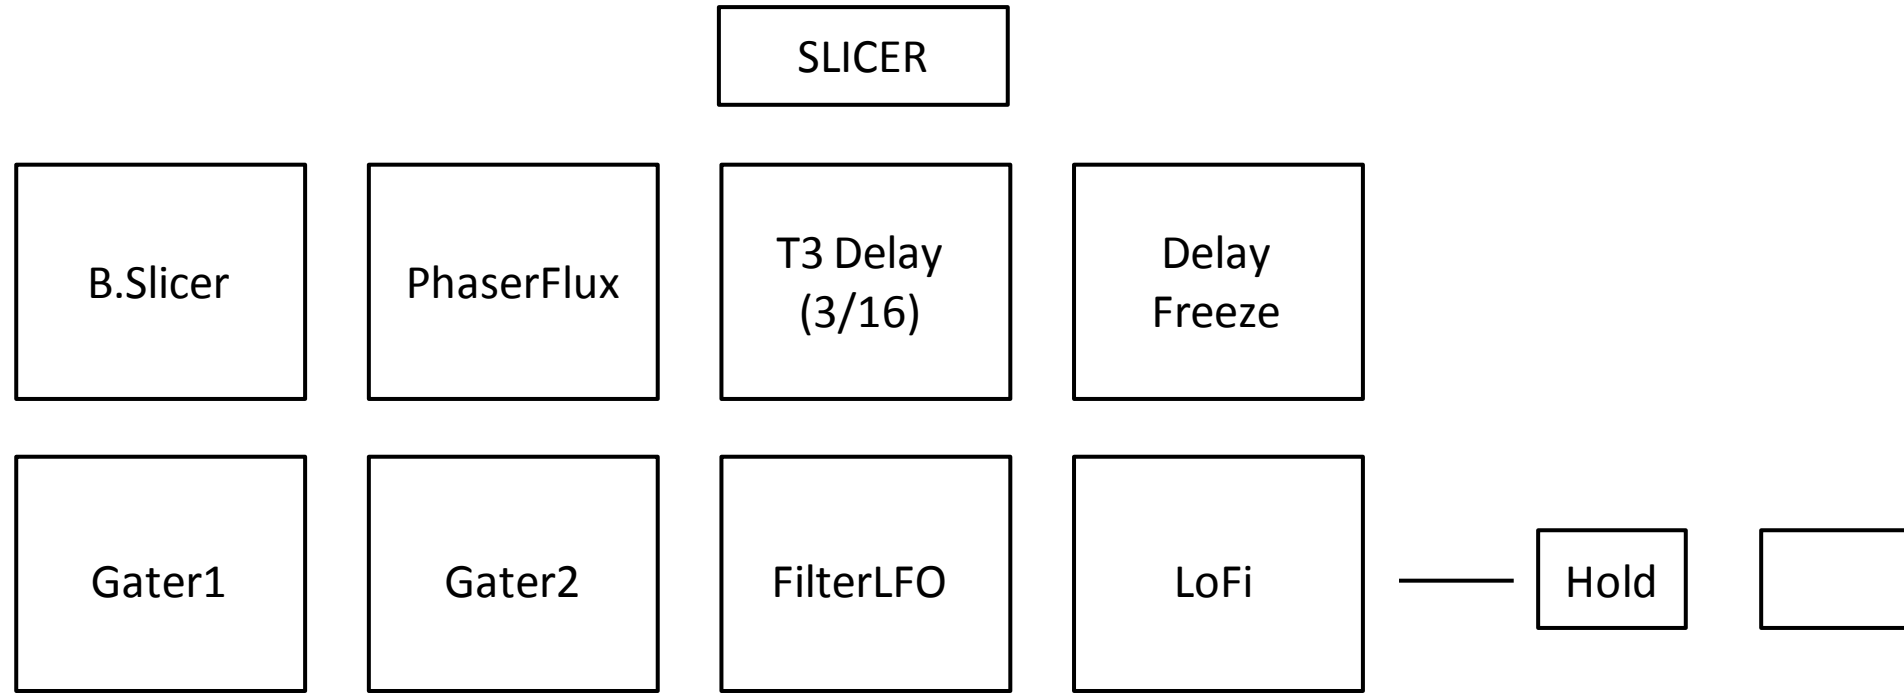 SLICER
B.Slicer
PhaserFlux
T3 Delay
(3/16)
Delay
Freeze
Gater1
Gater2
FilterLFO
LoFi
Hold